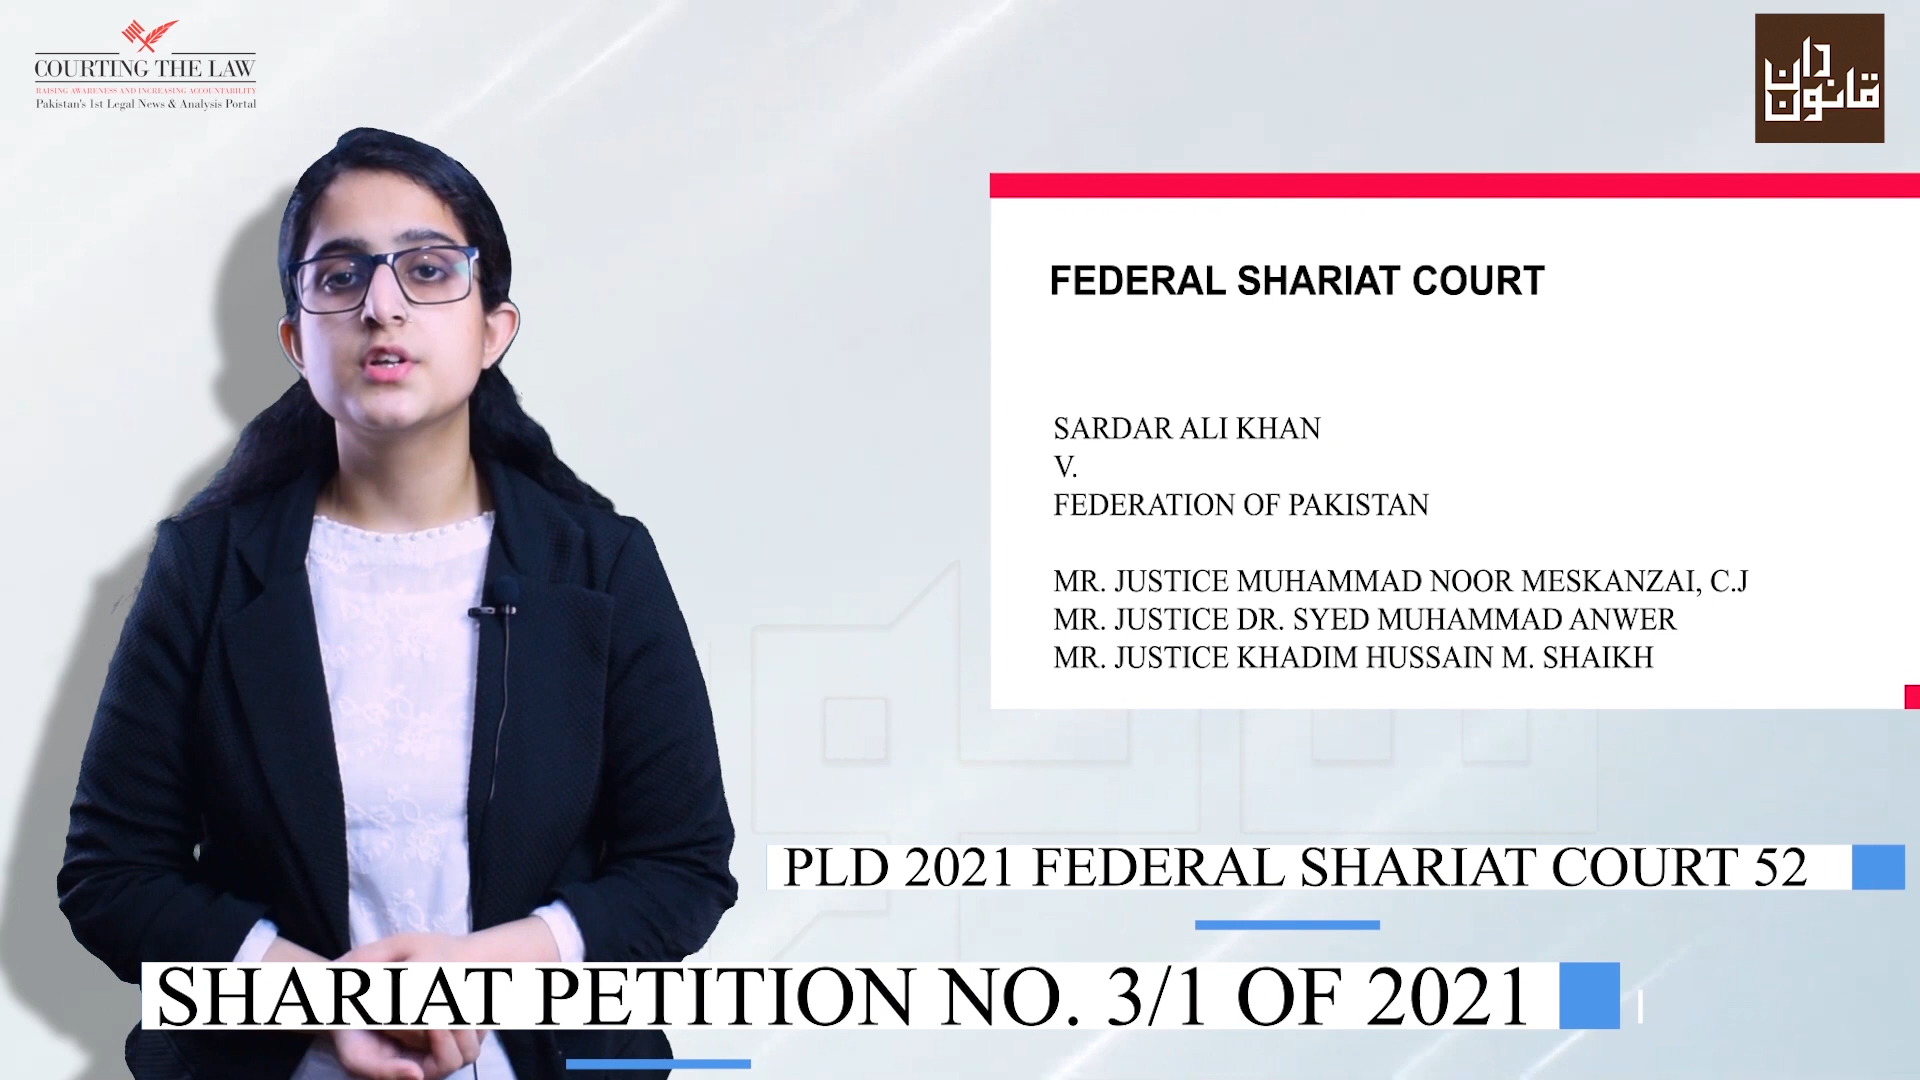 COURTING THE LAW
RAISING AWARENESS AND INCREASING ACCOUNTABILITY
Pakistan's 1st Legal News & Analysis Portal
قانون دان
FEDERAL SHARIAT COURT
SARDAR ALI KHAN
V.
FEDERATION OF PAKISTAN
MR. JUSTICE MUHAMMAD NOOR MESKANZAI, C.J
MR. JUSTICE DR. SYED MUHAMMAD ANWER
MR. JUSTICE KHADIM HUSSAIN M. SHAIKH
PLD 2021 FEDERAL SHARIAT COURT 52
SHARIAT PETITION NO. 3/1 OF 2021